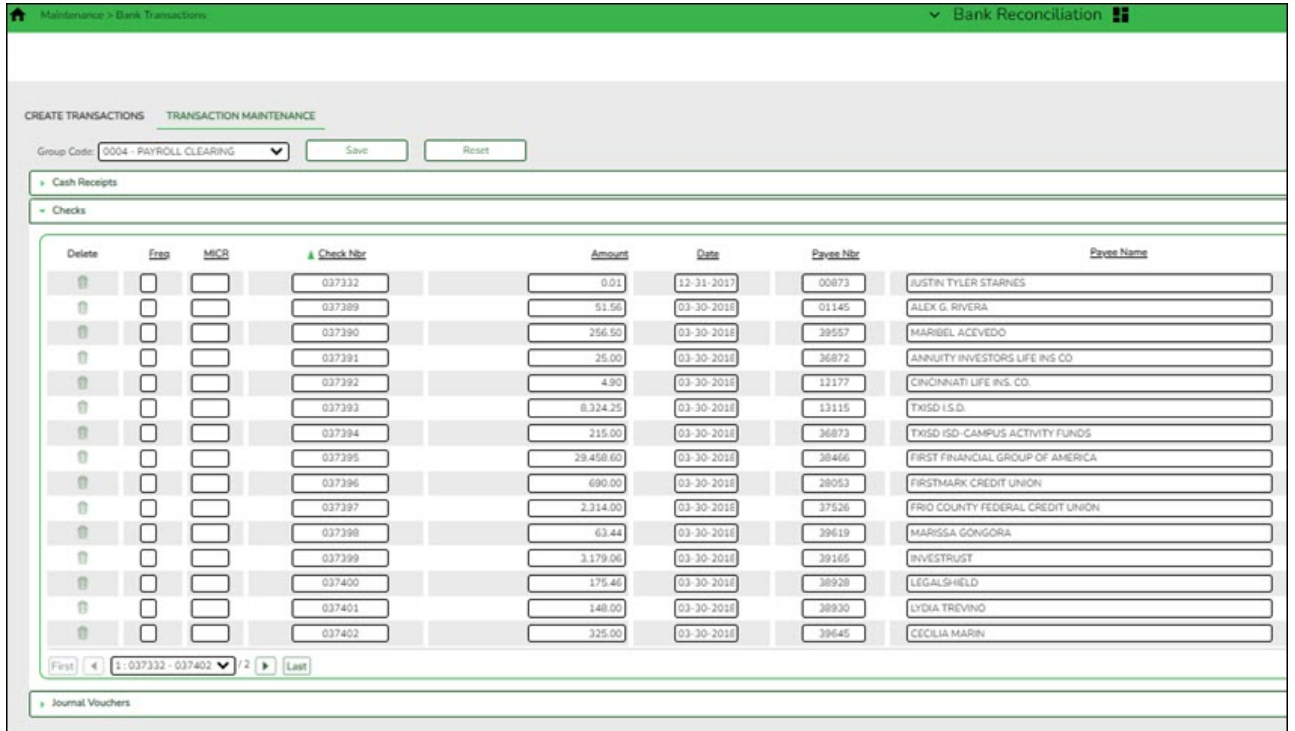 Maintenance > Bank Transactions Bank Reconciliation
CREATE TRANSACTIONS TRANSACTION MAINTENANCE
Group Code: 0004 - PAYROLL CLEARING Save Reset
Cash Receipts
Checks
Delete Freq MICR Check Nbr Amount Date Payee Nbr Payee Name
037332 0.01 12-31-2017 00873 JUSTIN TYLER STARNES
037389 51.56 03-30-2018 01145 ALEX G. RIVERA
037390 256.50 03-30-2018 39557 MARIBEL ACEVEDO
037391 25.00 03-30-2018 36872 ANNUITY INVESTORS LIFE INS CO
037392 4.90 03-30-2018 12177 CINCINNATI LIFE INS. CO.
037393 8,324.25 03-30-2018 13115 TXISD I.S.D.
037394 215.00 03-30-2018 36873 TXISD ISD-CAMPUS ACTIVITY FUNDS
037395 29,458.60 03-30-2018 38466 FIRST FINANCIAL GROUP OF AMERICA
037396 690.00 03-30-2018 28053 FIRSTMARK CREDIT UNION
037397 2,314.00 03-30-2018 37526 FRIO COUNTY FEDERAL CREDIT UNION
037398 63.44 03-30-2018 39619 MARISSA GONGORA
037399 3,179.06 03-30-2018 39165 INVESTRUST
037400 175.46 03-30-2018 38928 LEGALSHIELD
037401 148.00 03-30-2018 38930 LYDIA TREVINO
037402 325.00 03-30-2018 39645 CECILIA MARIN
First 1 : 037332 - 037402 / 2 Last
Journal Vouchers